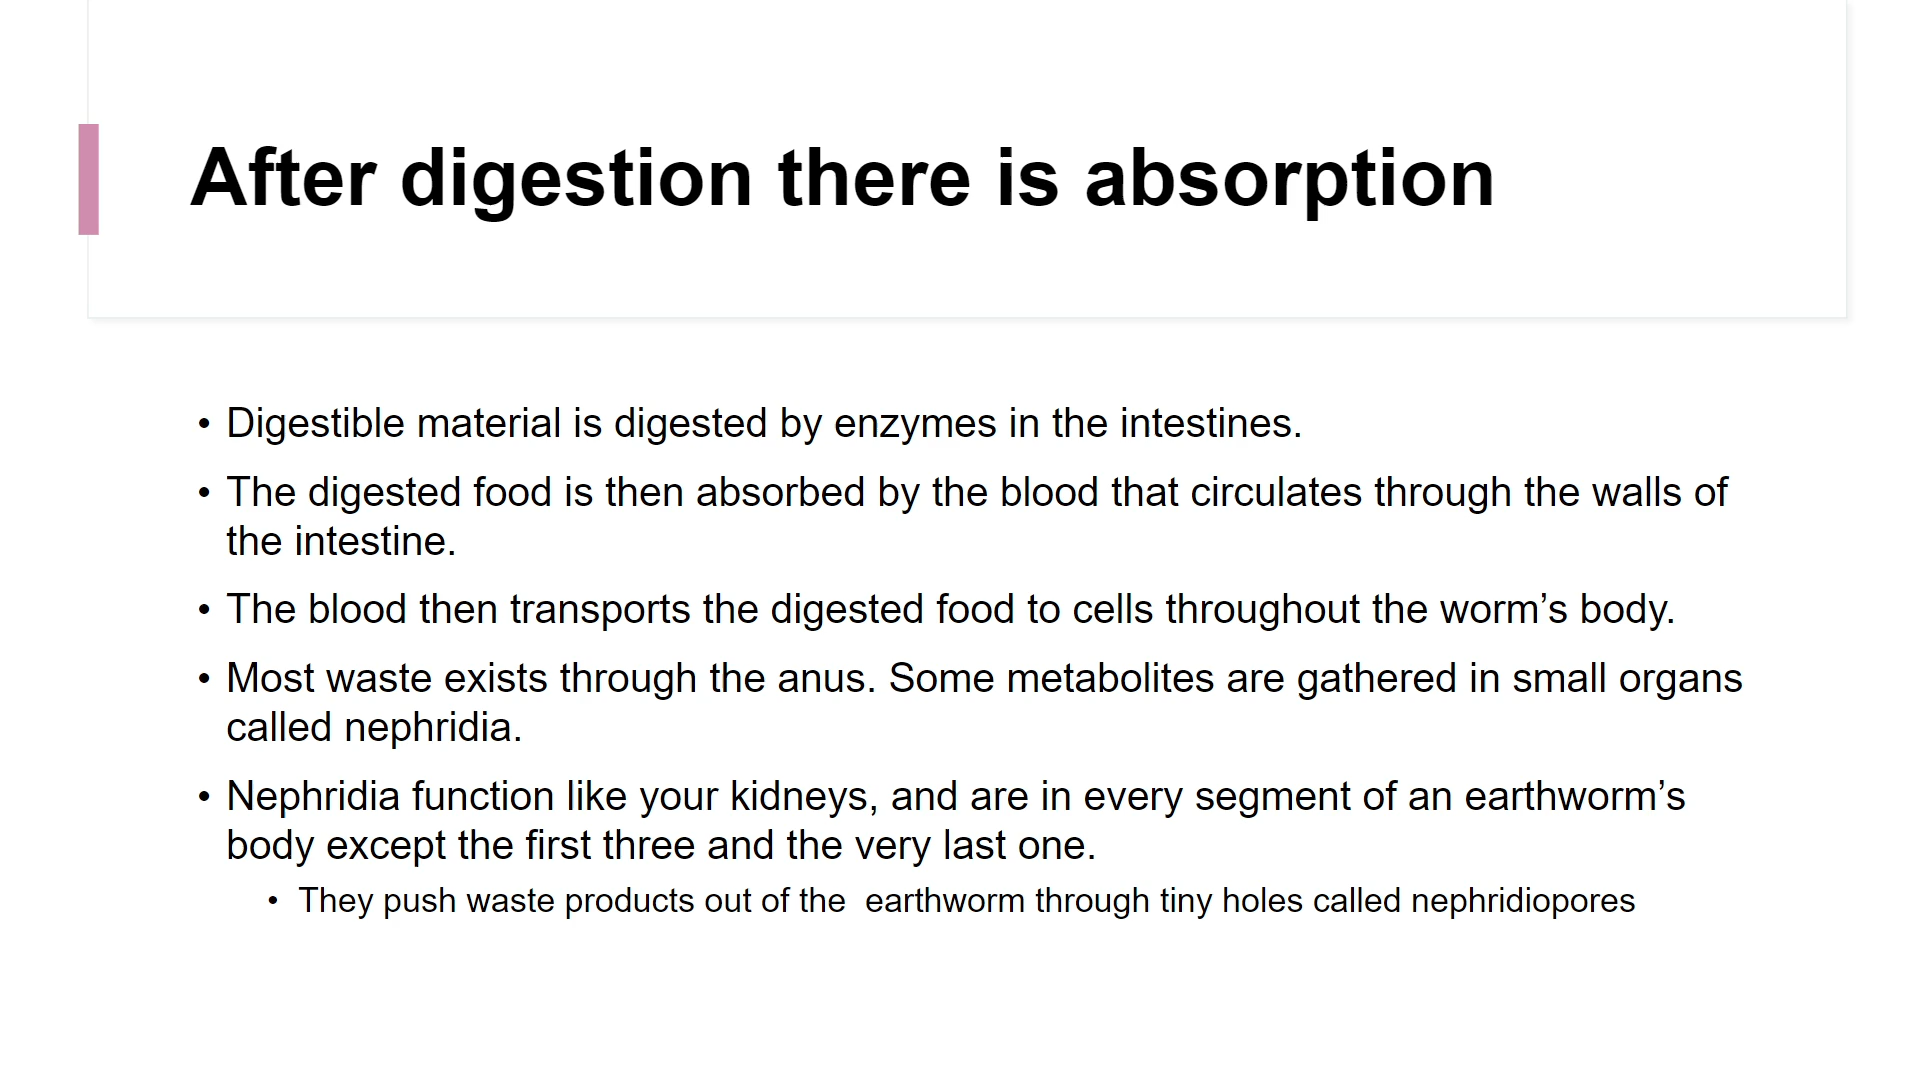 After digestion there is absorption
• Digestible material is digested by enzymes in the intestines.
• The digested food is then absorbed by the blood that circulates through the walls of
the intestine.
• The blood then transports the digested food to cells throughout the worm’s body.
• Most waste exists through the anus. Some metabolites are gathered in small organs
called nephridia.
• Nephridia function like your kidneys, and are in every segment of an earthworm’s
body except the first three and the very last one.
• They push waste products out of the  earthworm through tiny holes called nephridiopores